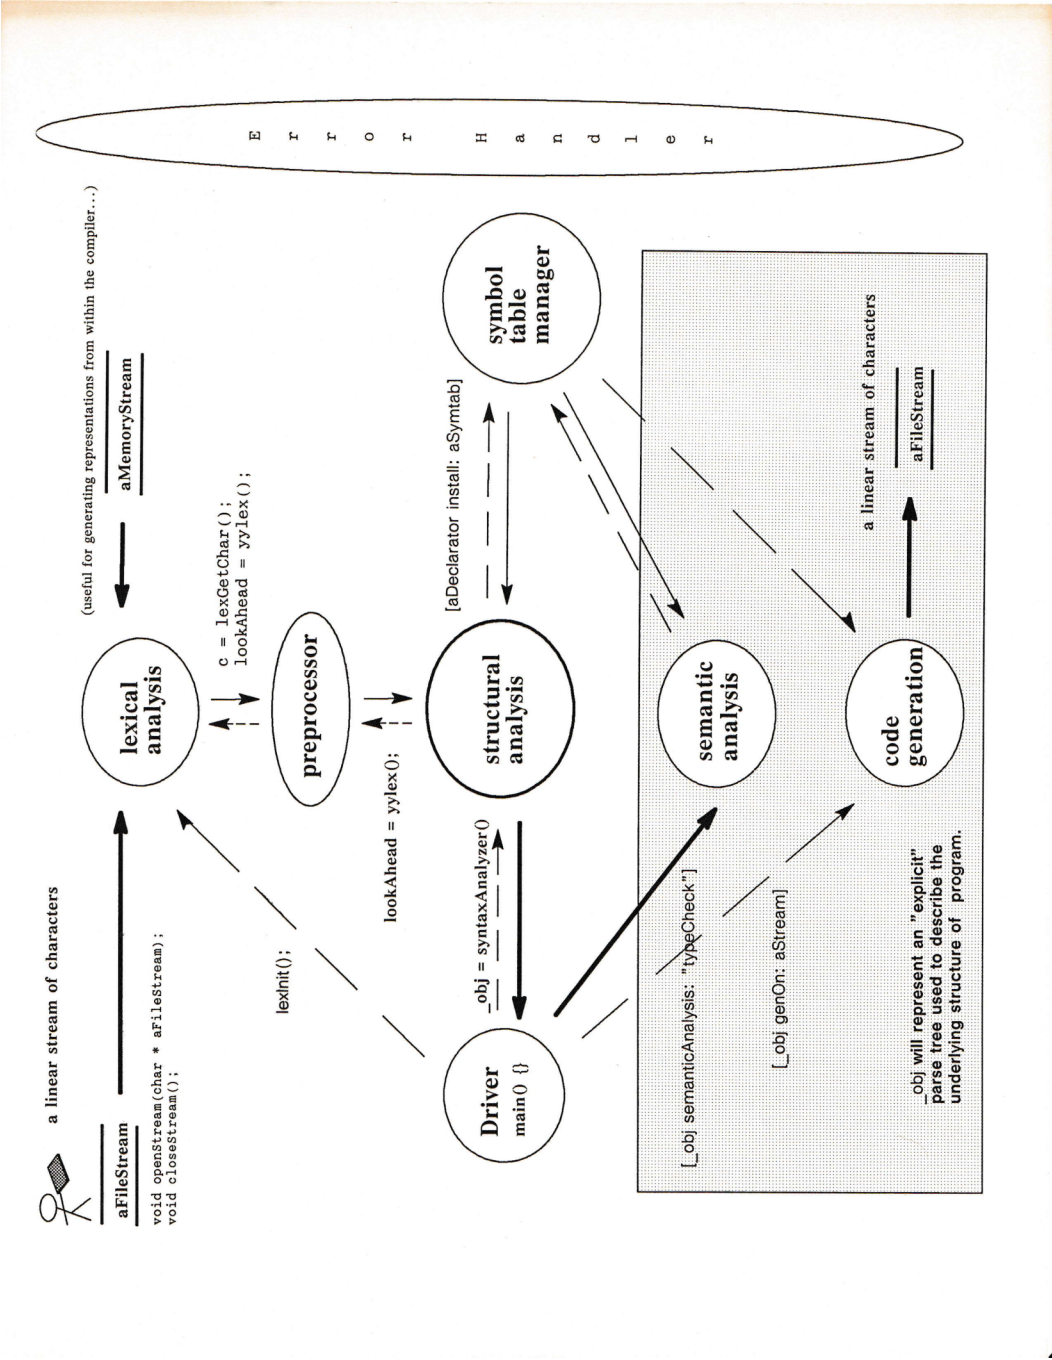 a linear stream of characters
aFileStream
void openStream(char * aFileStream);
void closeStream();
(useful for generating representations from within the compiler...)
aMemoryStream
lexical
analysis
c = lexGetChar();
lookAhead = yylex();
lexInit();
preprocessor
lookAhead = yylex();
Driver
main() {}
_obj = syntaxAnalyzer()
structural
analysis
[aDeclarator install: aSymtab]
symbol
table
manager
Error Handler
[_obj semanticAnalysis: "typeCheck"]
semantic
analysis
[_obj genOn: aStream]
code
generation
a linear stream of characters
aFileStream
_obj will represent an "explicit"
parse tree used to describe the
underlying structure of program.